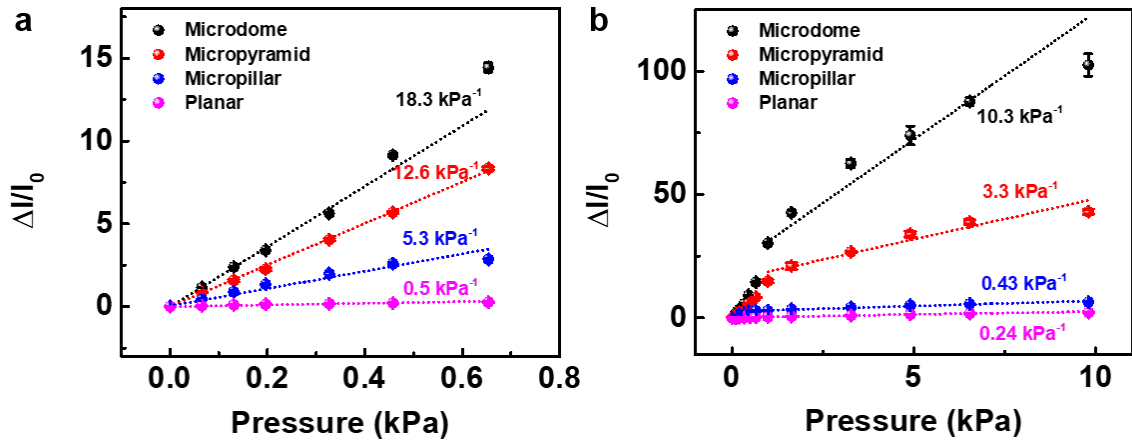 a
Microdome
Micropyramid
Micropillar
Planar
18.3 kPa⁻¹
12.6 kPa⁻¹
5.3 kPa⁻¹
0.5 kPa⁻¹
15
10
5
0
0.0 0.2 0.4 0.6 0.8
ΔI/I₀
Pressure (kPa)
b
Microdome
Micropyramid
Micropillar
Planar
10.3 kPa⁻¹
3.3 kPa⁻¹
0.43 kPa⁻¹
0.24 kPa⁻¹
100
50
0
0 5 10
ΔI/I₀
Pressure (kPa)